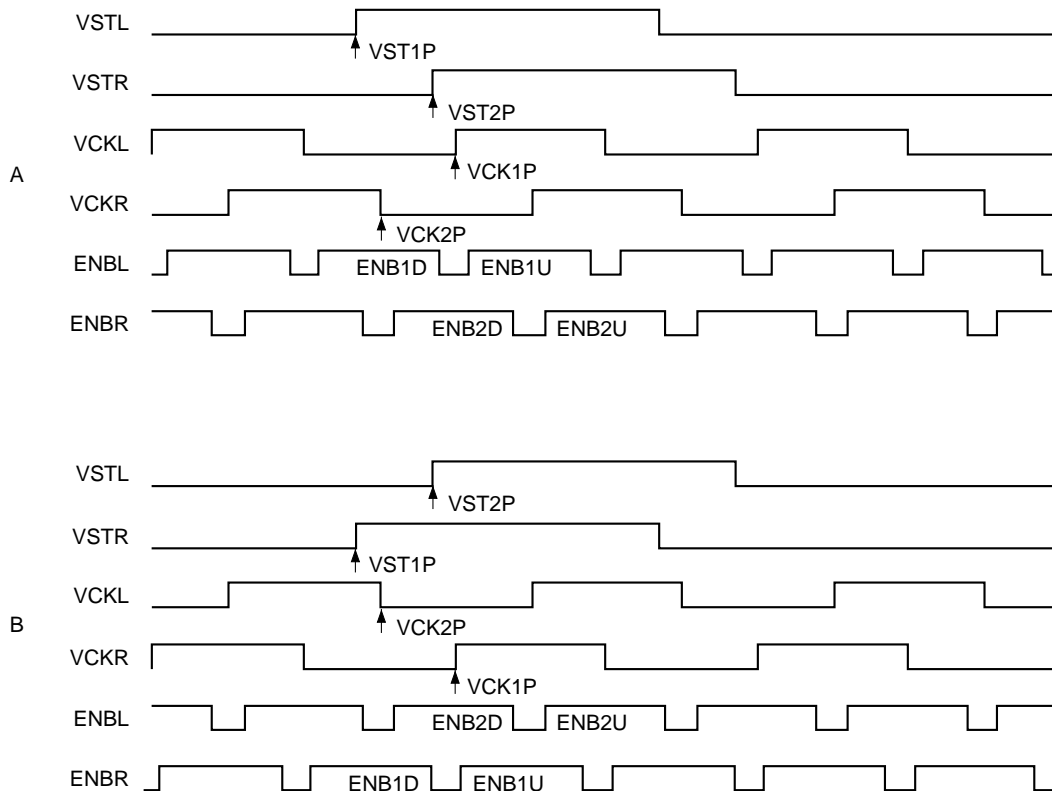 VSTL
VST1P
VSTR
VST2P
VCKL
VCK1P
A
VCKR
VCK2P
ENBL
ENB1D ENB1U
ENBR
ENB2D ENB2U
VSTL
VST2P
VSTR
VST1P
VCKL
VCK2P
B
VCKR
VCK1P
ENBL
ENB2D ENB2U
ENBR
ENB1D ENB1U